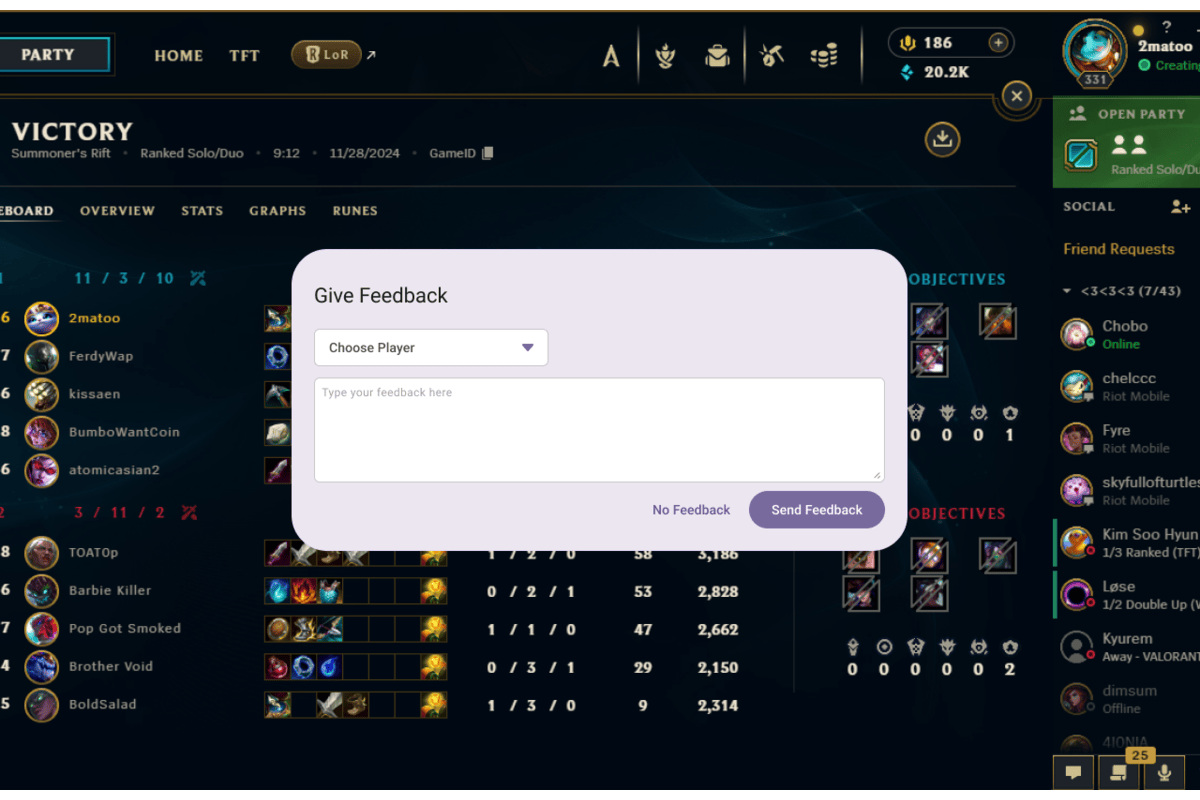 PARTY
HOME
TFT
LoR
186
20.2K
?
2matoo
331
VICTORY
Summoner's Rift • Ranked Solo/Duo • 9:12 • 11/28/2024 • GameID
OPEN PARTY
Ranked Solo/Du
EBOARD
OVERVIEW
STATS
GRAPHS
RUNES
SOCIAL
Friend Requests
<3<3<3 (7/43)
11 / 3 / 10
OBJECTIVES
6 2matoo
7 FerdyWap
6 kissaen
8 BumboWantCoin
6 atomicasian2
0 0 0 1
Give Feedback
Choose Player
Type your feedback here
No Feedback
Send Feedback
2 3 / 11 / 2
OBJECTIVES
8 TOATOp 1 / 2 / 0 58 3,186
6 Barbie Killer 0 / 2 / 1 53 2,828
7 Pop Got Smoked 1 / 1 / 0 47 2,662
4 Brother Void 0 / 3 / 1 29 2,150
5 BoldSalad 1 / 3 / 0 9 2,314
0 0 0 0 0 2
Chobo
Online
chelccc
Riot Mobile
Fyre
Riot Mobile
skyfullofturtles
Riot Mobile
Kim Soo Hyun
1/3 Ranked (TFT)
Løse
1/2 Double Up (
Kyurem
Away - VALORANT
dimsum
Offline
4IONIA
25